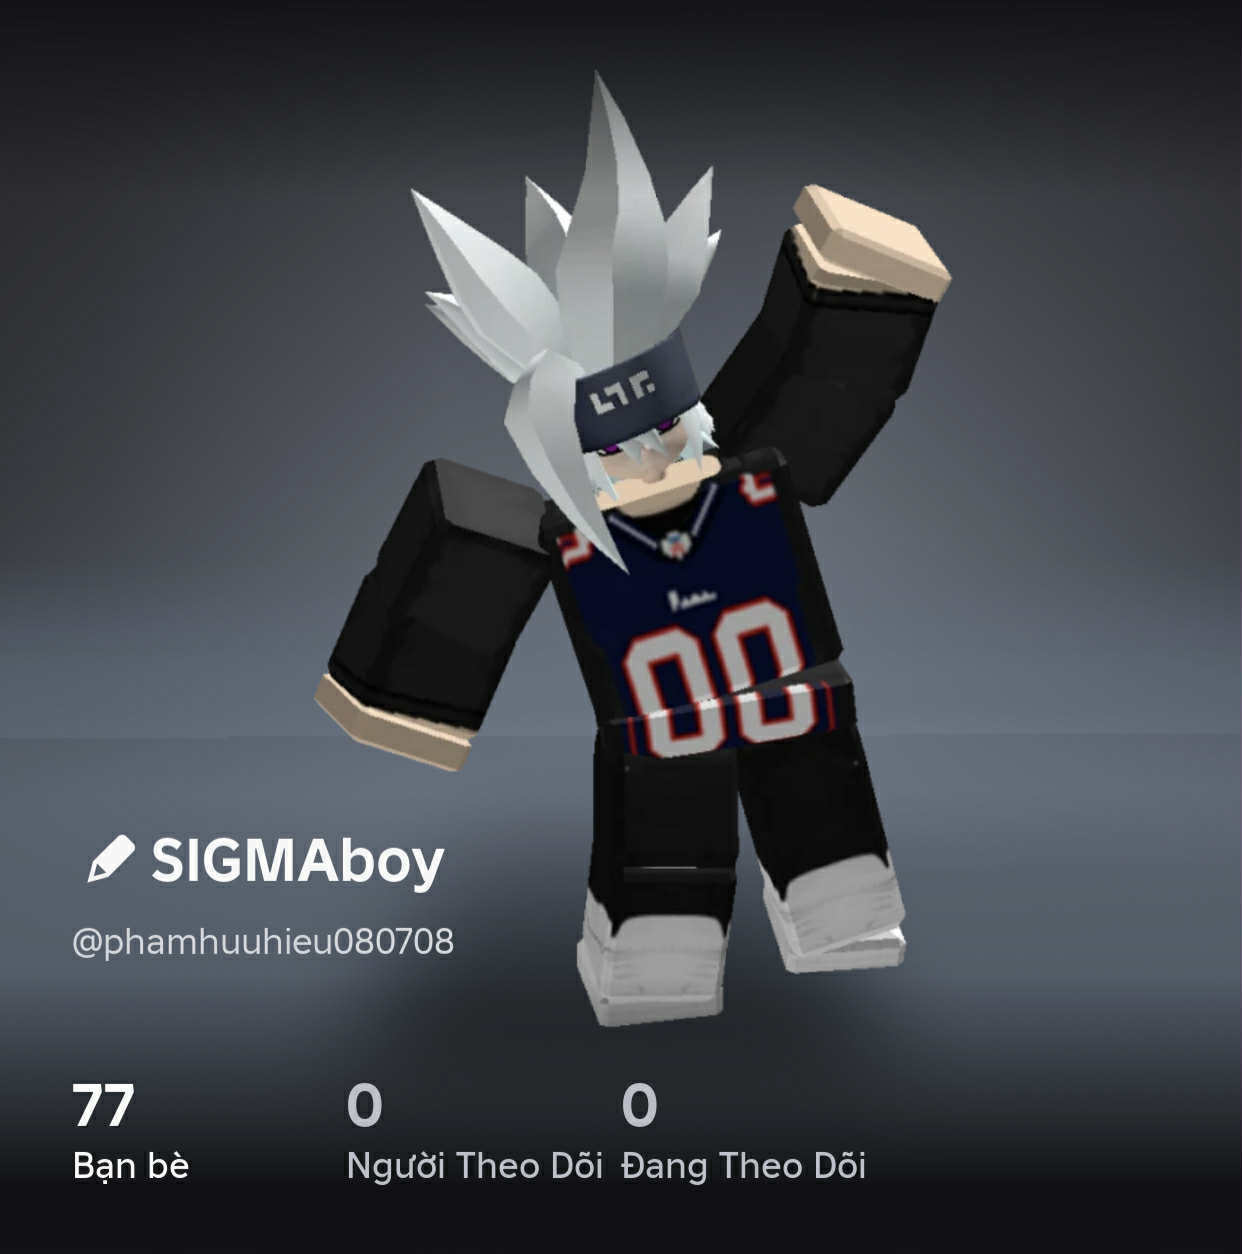 00
SIGMAboy
@phamhuuhieu080708
77
0
0
Bạn bè
Người Theo Dõi
Đang Theo Dõi